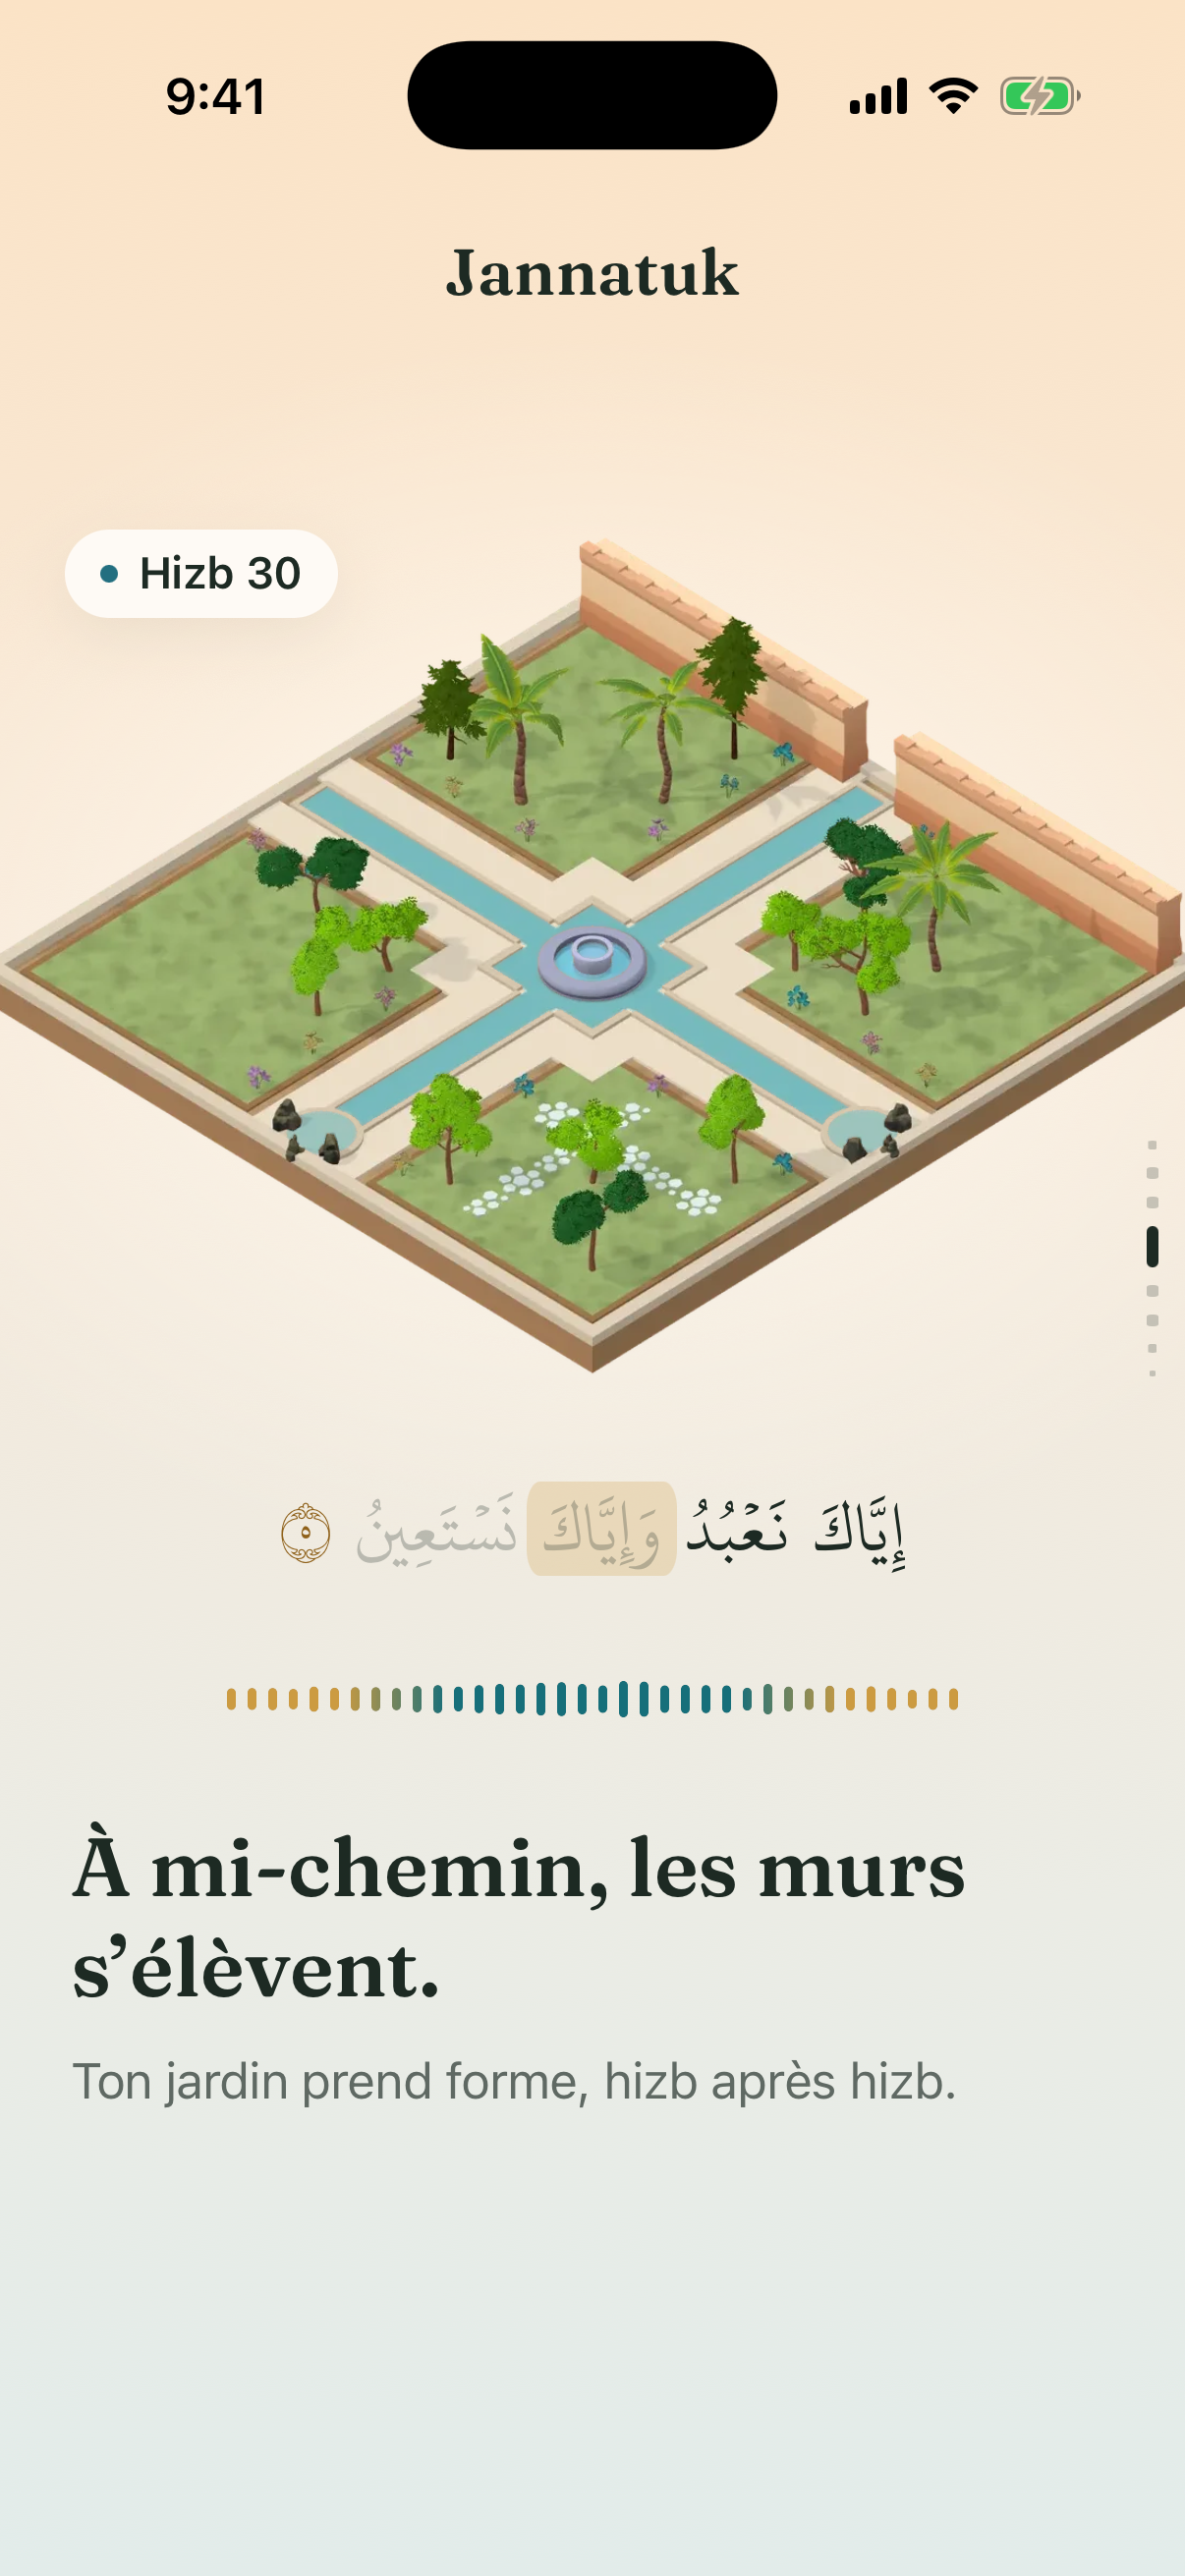 9:41
Jannatuk
Hizb 30
إِيَّاكَ نَعْبُدُ وَإِيَّاكَ نَسْتَعِينُ ٥
À mi-chemin, les murs
s’élèvent.
Ton jardin prend forme, hizb après hizb.